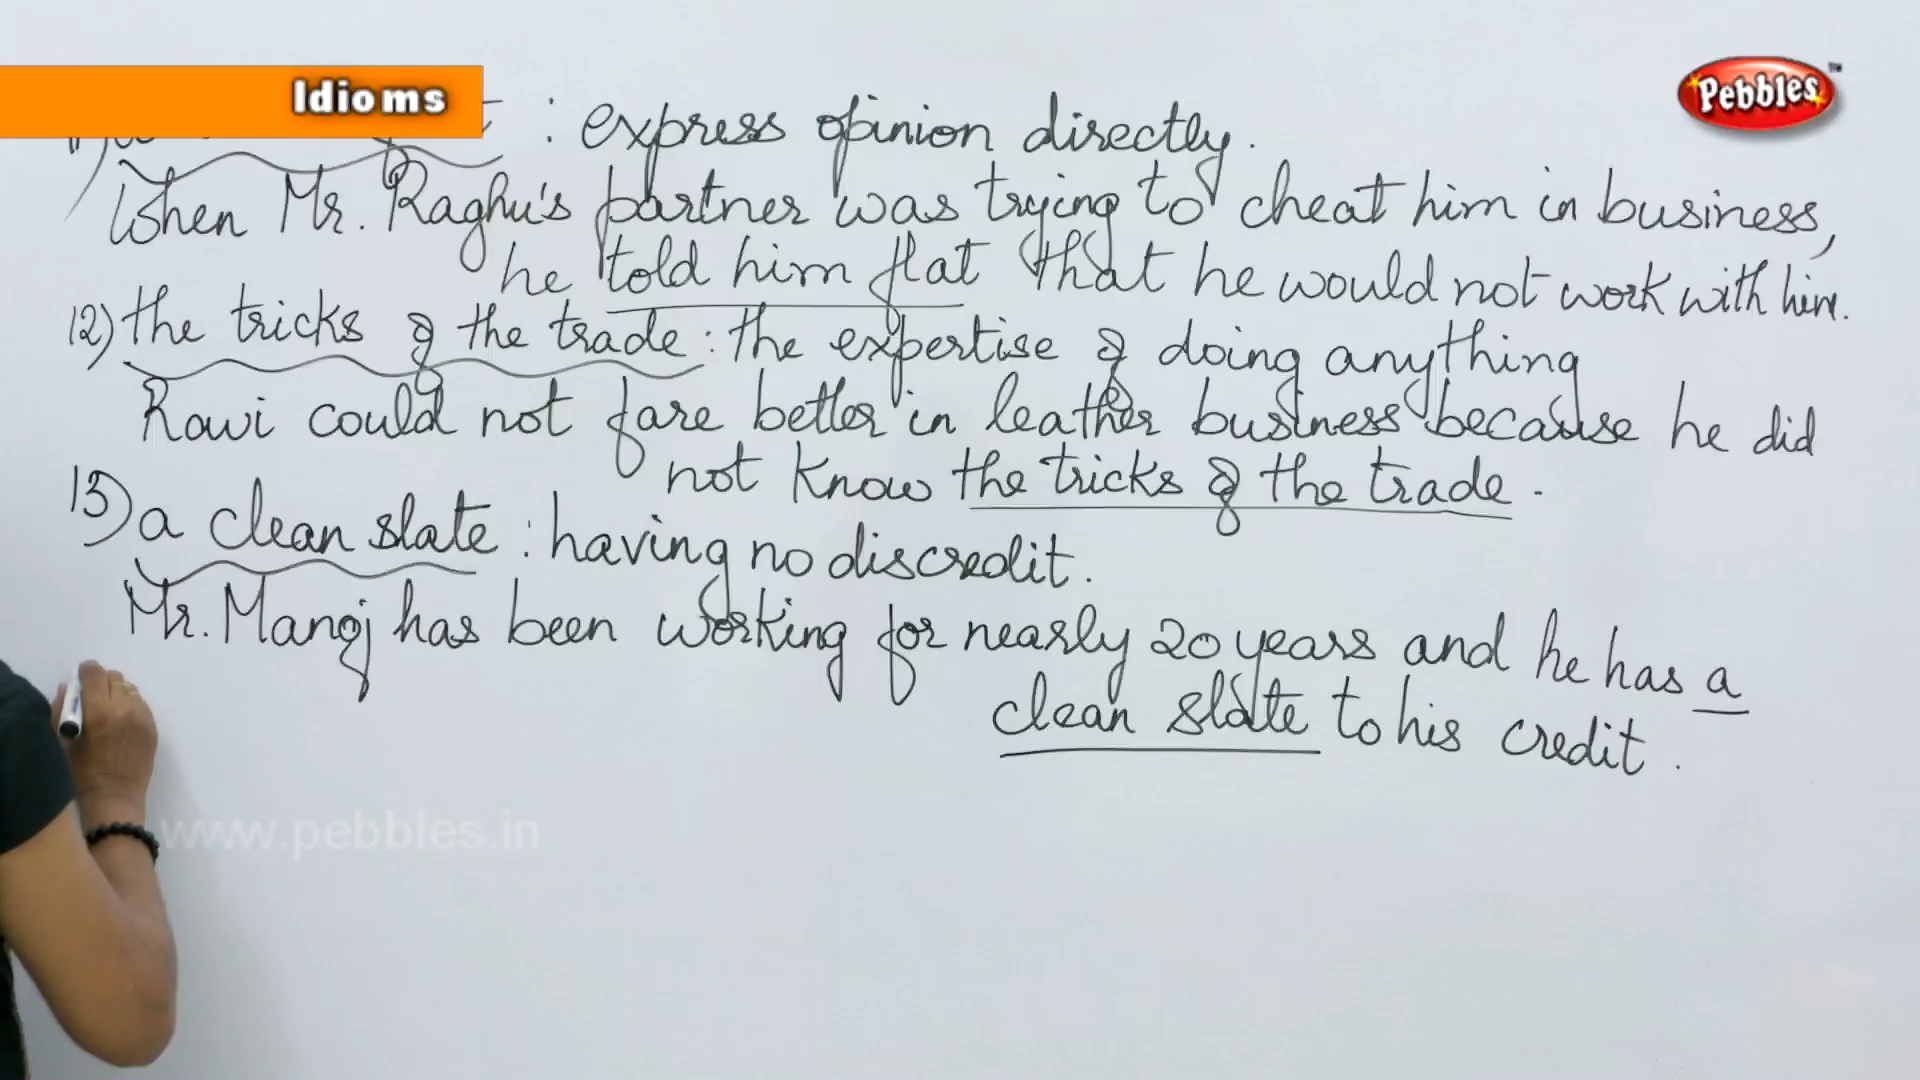 Idioms
Pebbles
TM
11)
: express opinion directly.
When Mr. Raghu's partner was trying to cheat him in business,
he told him flat that he would not work with him.
12) the tricks of the trade : the expertise of doing anything
Ravi could not fare better in leather business because he did
not know the tricks of the trade.
13) a clean slate : having no discredit.
Mr. Manoj has been working for nearly 20 years and he has a
clean slate to his credit.
www.pebbles.in